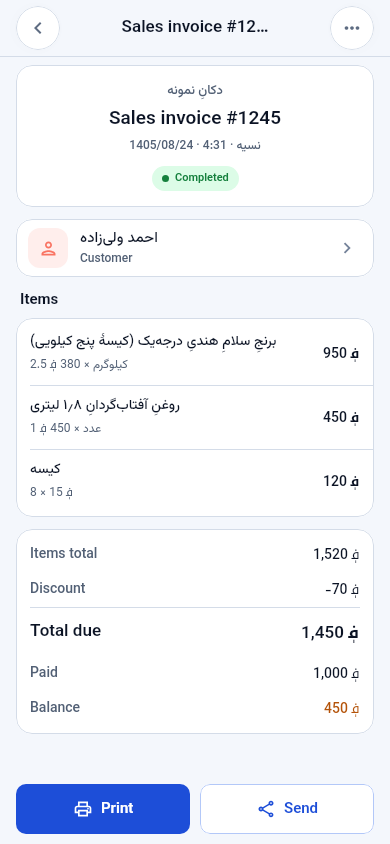 Sales invoice #12…
دکانِ نمونه
Sales invoice #1245
1405/08/24 · 4:31 · نسیه
Completed
احمد ولی‌زاده
Customer
Items
برنجِ سلامِ هندیِ درجه‌یک (کیسهٔ پنج کیلویی)
950 ؋
2.5 کیلوگرم × 380 ؋
روغنِ آفتاب‌گردانِ ۱٫۸ لیتری
450 ؋
1 عدد × 450 ؋
کیسه
120 ؋
8 × 15 ؋
Items total 1,520 ؋
Discount -70 ؋
Total due 1,450 ؋
Paid 1,000 ؋
Balance 450 ؋
Print
Send